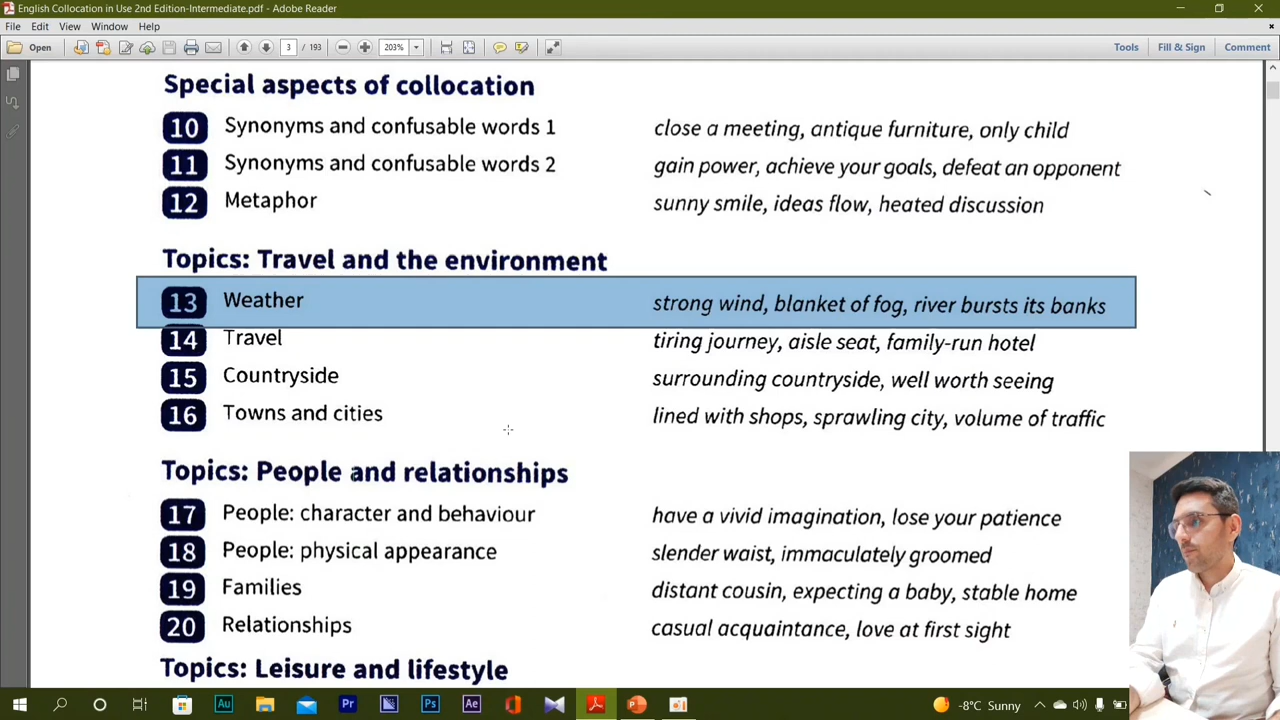 English Collocation in Use 2nd Edition-Intermediate.pdf - Adobe Reader
File Edit View Window Help
Open 3 / 193 203% Tools Fill & Sign Comment
Special aspects of collocation
10 Synonyms and confusable words 1 close a meeting, antique furniture, only child
11 Synonyms and confusable words 2 gain power, achieve your goals, defeat an opponent
12 Metaphor sunny smile, ideas flow, heated discussion
Topics: Travel and the environment
13 Weather strong wind, blanket of fog, river bursts its banks
14 Travel tiring journey, aisle seat, family-run hotel
15 Countryside surrounding countryside, well worth seeing
16 Towns and cities lined with shops, sprawling city, volume of traffic
Topics: People and relationships
17 People: character and behaviour have a vivid imagination, lose your patience
18 People: physical appearance slender waist, immaculately groomed
19 Families distant cousin, expecting a baby, stable home
20 Relationships casual acquaintance, love at first sight
Topics: Leisure and lifestyle
Au Pr Ps Ae -8°C Sunny